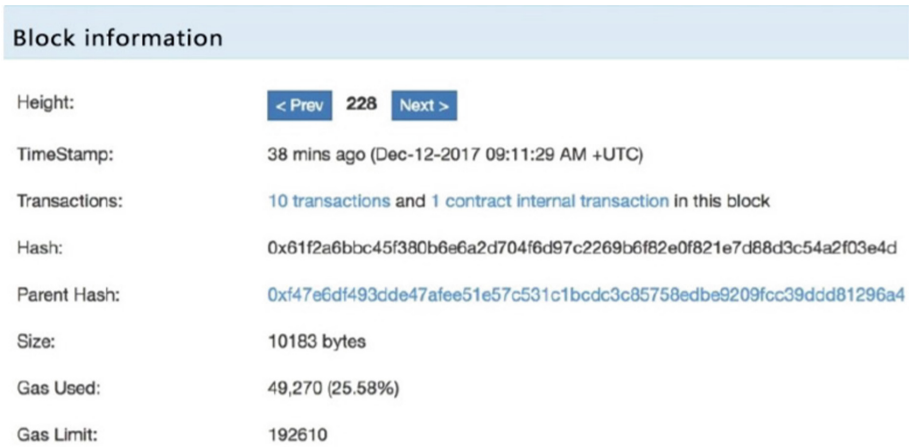 Block information
Height: < Prev 228 Next >
TimeStamp: 38 mins ago (Dec-12-2017 09:11:29 AM +UTC)
Transactions: 10 transactions and 1 contract internal transaction in this block
Hash: 0x61f2a6bbc45f380b6e6a2d704f6d97c2269b6f82e0f821e7d88d3c54a2f03e4d
Parent Hash: 0xf47e6df493dde47afee51e57c531c1bcdc3c85758edbe9209fcc39ddd81296a4
Size: 10183 bytes
Gas Used: 49,270 (25.58%)
Gas Limit: 192610